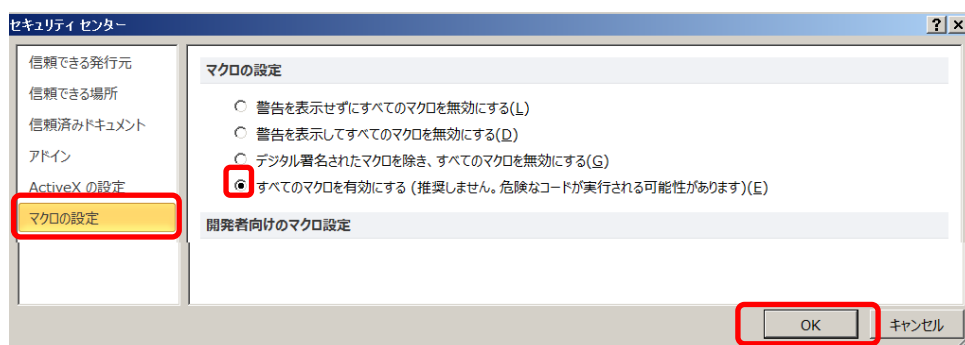 セキュリティ センター
信頼できる発行元
信頼できる場所
信頼済みドキュメント
アドイン
ActiveX の設定
マクロの設定
マクロの設定
警告を表示せずにすべてのマクロを無効にする(L)
警告を表示してすべてのマクロを無効にする(D)
デジタル署名されたマクロを除き、すべてのマクロを無効にする(G)
すべてのマクロを有効にする (推奨しません。危険なコードが実行される可能性があります)(E)
開発者向けのマクロ設定
OK
キャンセル